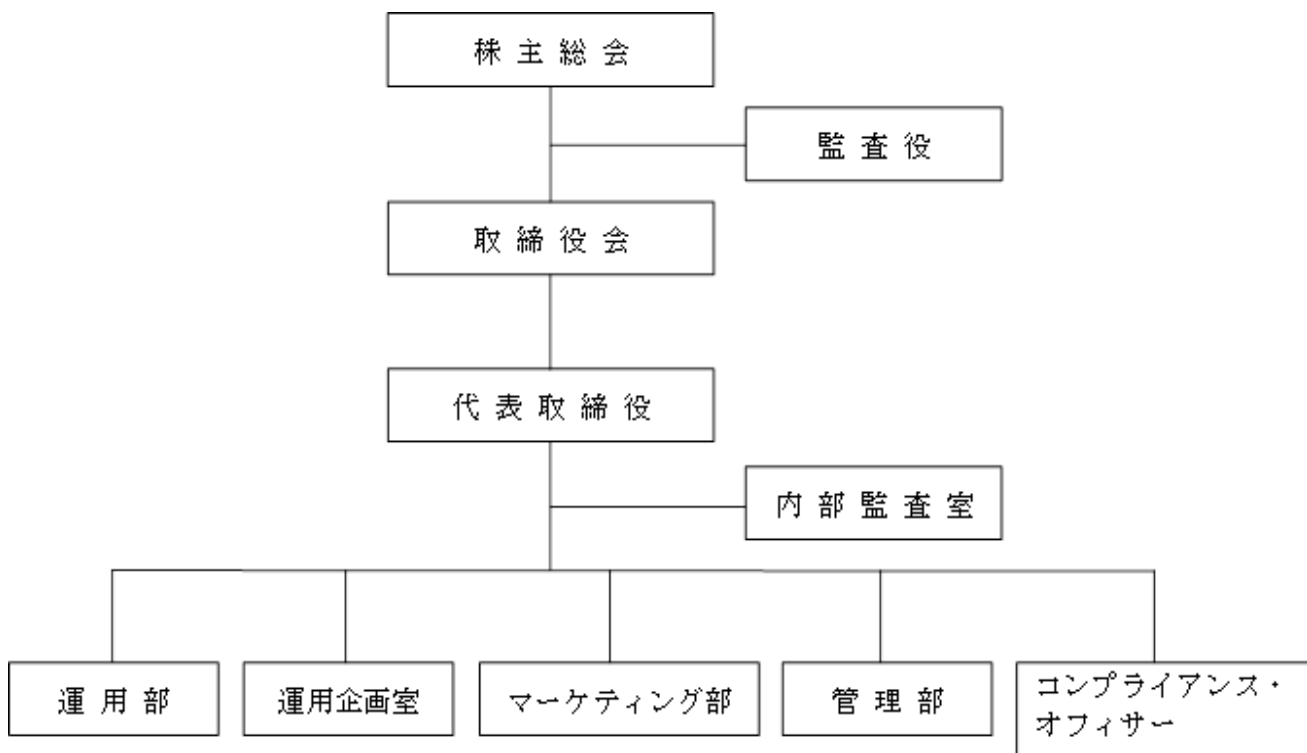 株主総会
監査役
取締役会
代表取締役
内部監査室
運用部
運用企画室
マーケティング部
管理部
コンプライアンス・
オフィサー